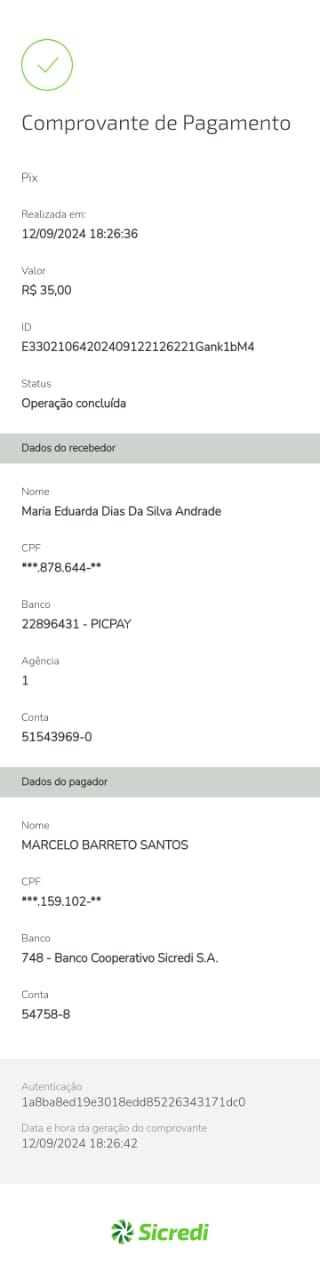 Comprovante de Pagamento
Pix
Realizada em:
12/09/2024 18:26:36
Valor
R$ 35,00
ID
E33021064202409122126221Gank1bM4
Status
Operação concluída
Dados do recebedor
Nome
Maria Eduarda Dias Da Silva Andrade
CPF
***.878.644-**
Banco
22896431 - PICPAY
Agência
1
Conta
51543969-0
Dados do pagador
Nome
MARCELO BARRETO SANTOS
CPF
***.159.102-**
Banco
748 - Banco Cooperativo Sicredi S.A.
Conta
54758-8
Autenticação
1a8ba8ed19e3018edd85226343171dc0
Data e hora da geração do comprovante
12/09/2024 18:26:42
Sicredi